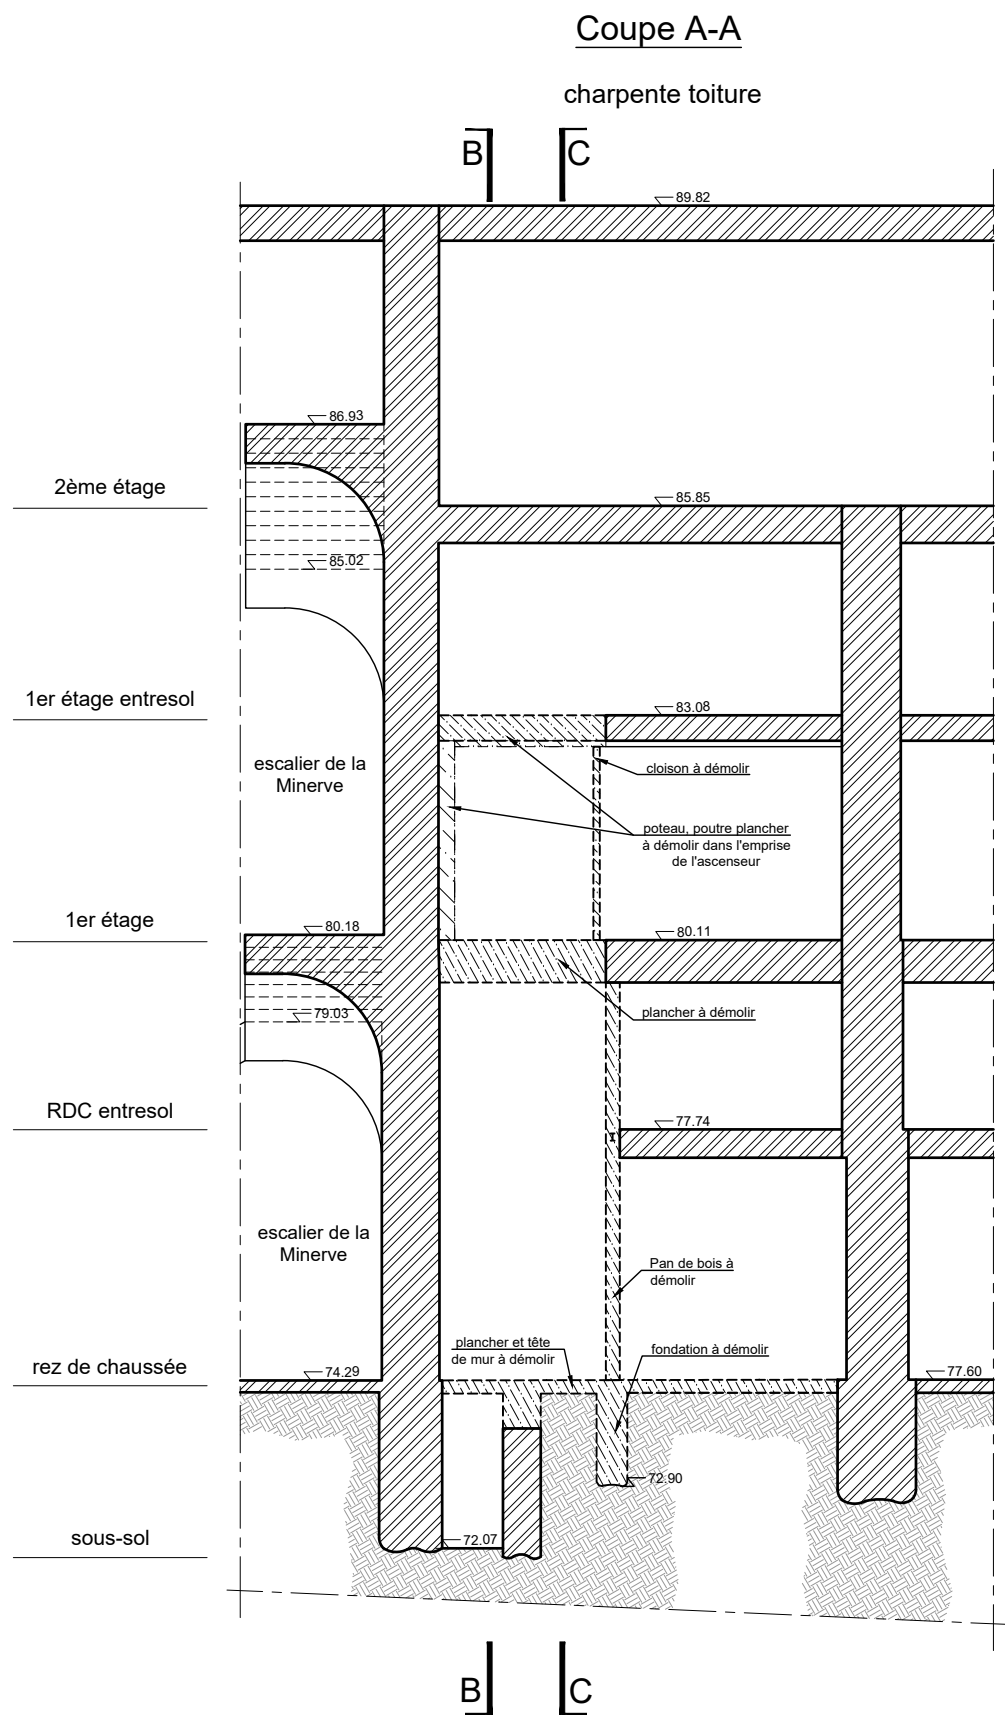 Coupe A-A
charpente toiture
B
C
89.82
86.93
2ème étage
85.85
85.02
1er étage entresol
83.08
escalier de la
Minerve
cloison à démolir
poteau, poutre plancher
à démolir dans l'emprise
de l'ascenseur
1er étage
80.18
80.11
79.03
plancher à démolir
RDC entresol
77.74
escalier de la
Minerve
Pan de bois à
démolir
plancher et tête
de mur à démolir
fondation à démolir
rez de chaussée
74.29
77.60
72.90
sous-sol
72.07
B
C